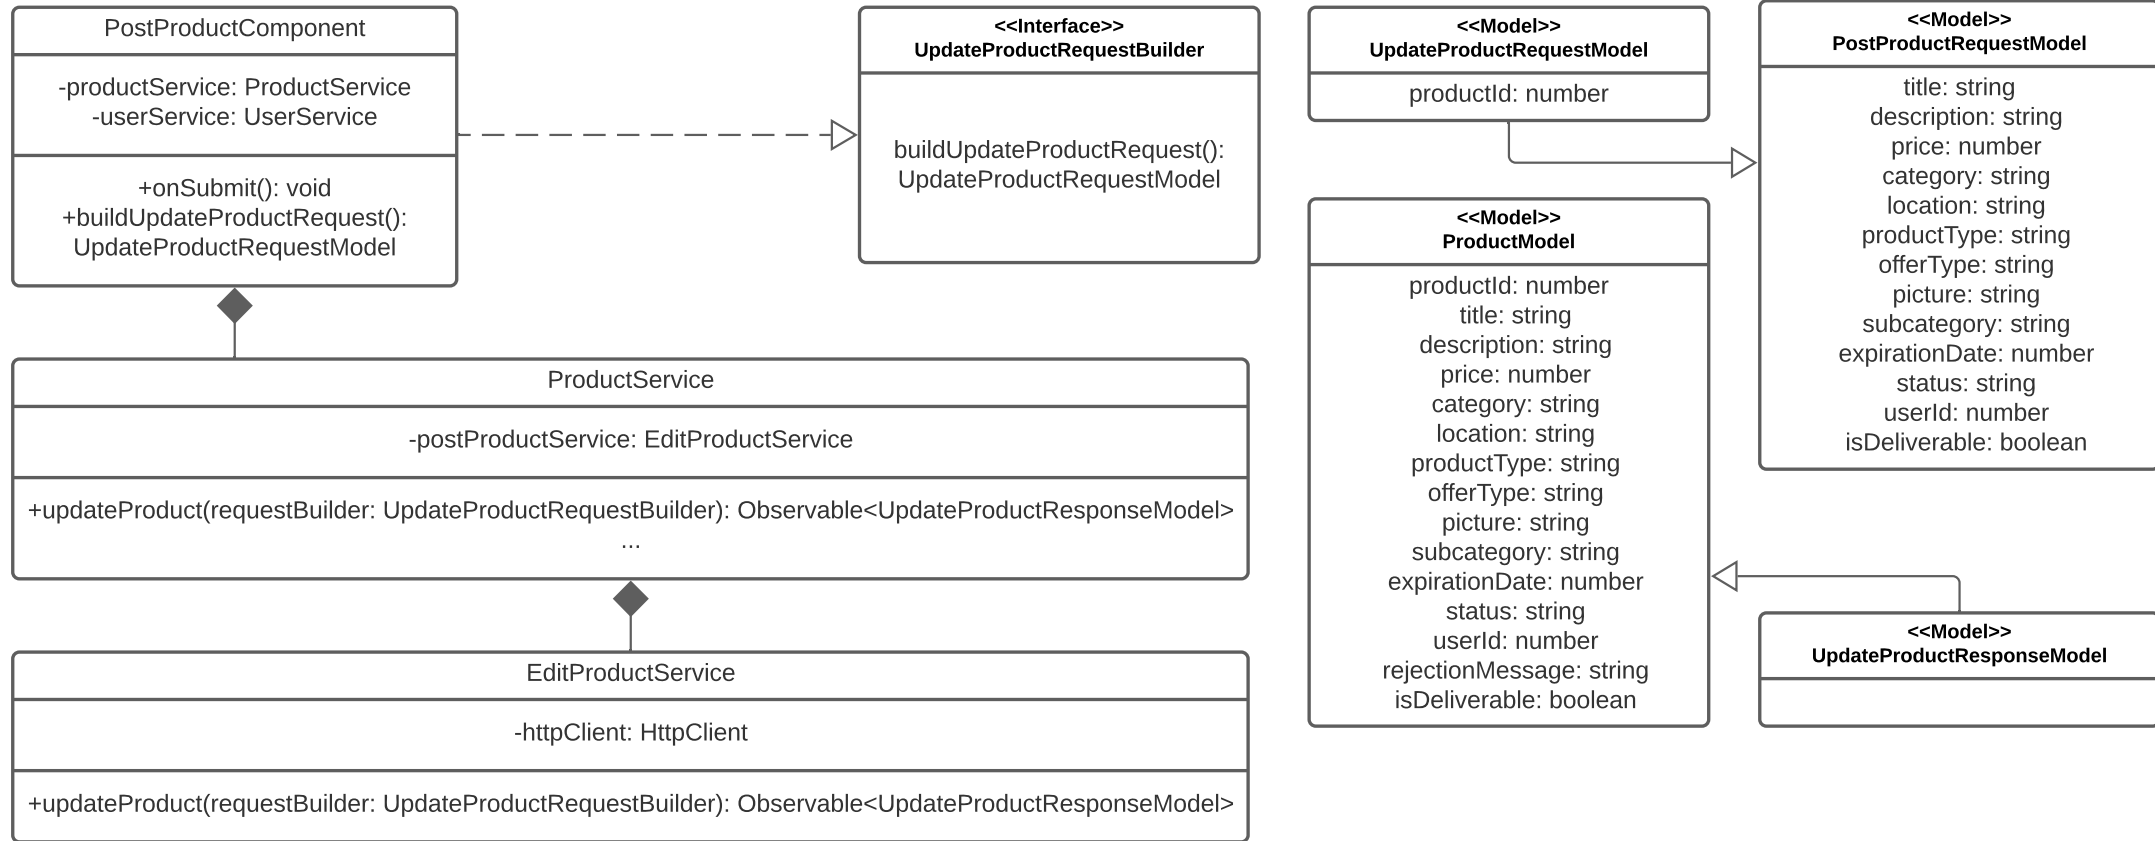 PostProductComponent
-productService: ProductService
-userService: UserService
+onSubmit(): void
+buildUpdateProductRequest():
UpdateProductRequestModel
<<Interface>>
UpdateProductRequestBuilder
buildUpdateProductRequest():
UpdateProductRequestModel
<<Model>>
UpdateProductRequestModel
productId: number
<<Model>>
PostProductRequestModel
title: string
description: string
price: number
category: string
location: string
productType: string
offerType: string
picture: string
subcategory: string
expirationDate: number
status: string
userId: number
isDeliverable: boolean
<<Model>>
ProductModel
productId: number
title: string
description: string
price: number
category: string
location: string
productType: string
offerType: string
picture: string
subcategory: string
expirationDate: number
status: string
userId: number
rejectionMessage: string
isDeliverable: boolean
ProductService
-postProductService: EditProductService
+updateProduct(requestBuilder: UpdateProductRequestBuilder): Observable<UpdateProductResponseModel>
...
<<Model>>
UpdateProductResponseModel
EditProductService
-httpClient: HttpClient
+updateProduct(requestBuilder: UpdateProductRequestBuilder): Observable<UpdateProductResponseModel>